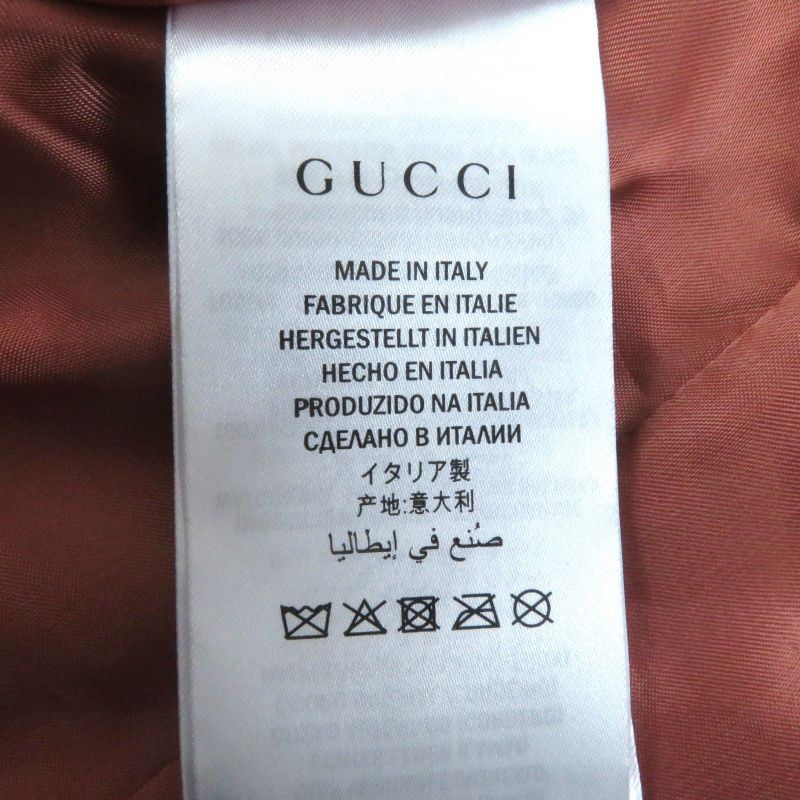 GUCCI
MADE IN ITALY
FABRIQUE EN ITALIE
HERGESTELLT IN ITALIEN
HECHO EN ITALIA
PRODUZIDO NA ITALIA
СДЕЛАНО В ИТАЛИИ
イタリア製
产地:意大利
صُنع في إيطاليا